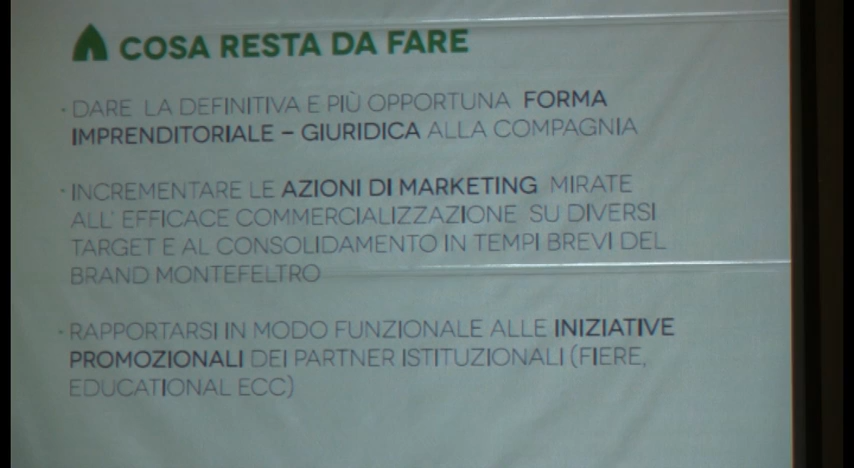 COSA RESTA DA FARE
• DARE LA DEFINITIVA E PIÙ OPPORTUNA FORMA
IMPRENDITORIALE – GIURIDICA ALLA COMPAGNIA
• INCREMENTARE LE AZIONI DI MARKETING MIRATE
ALL' EFFICACE COMMERCIALIZZAZIONE SU DIVERSI
TARGET E AL CONSOLIDAMENTO IN TEMPI BREVI DEL
BRAND MONTEFELTRO
• RAPPORTARSI IN MODO FUNZIONALE ALLE INIZIATIVE
PROMOZIONALI DEI PARTNER ISTITUZIONALI (FIERE,
EDUCATIONAL ECC)